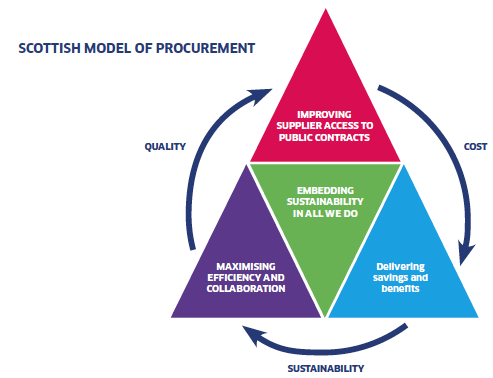 SCOTTISH MODEL OF PROCUREMENT
IMPROVING
SUPPLIER ACCESS TO
PUBLIC CONTRACTS
QUALITY
COST
EMBEDDING
SUSTAINABILITY
IN ALL WE DO
MAXIMISING
EFFICIENCY AND
COLLABORATION
Delivering
savings and
benefits
SUSTAINABILITY